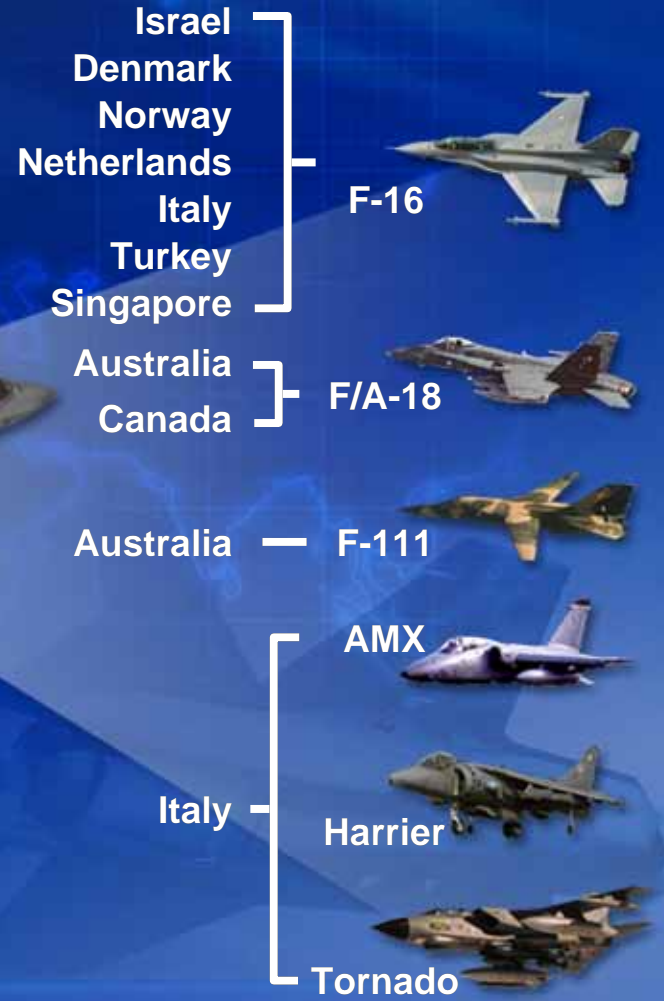 Israel
Denmark
Norway
Netherlands
Italy
Turkey
Singapore
F-16
Australia
Canada
F/A-18
Australia
F-111
Italy
AMX
Harrier
Tornado